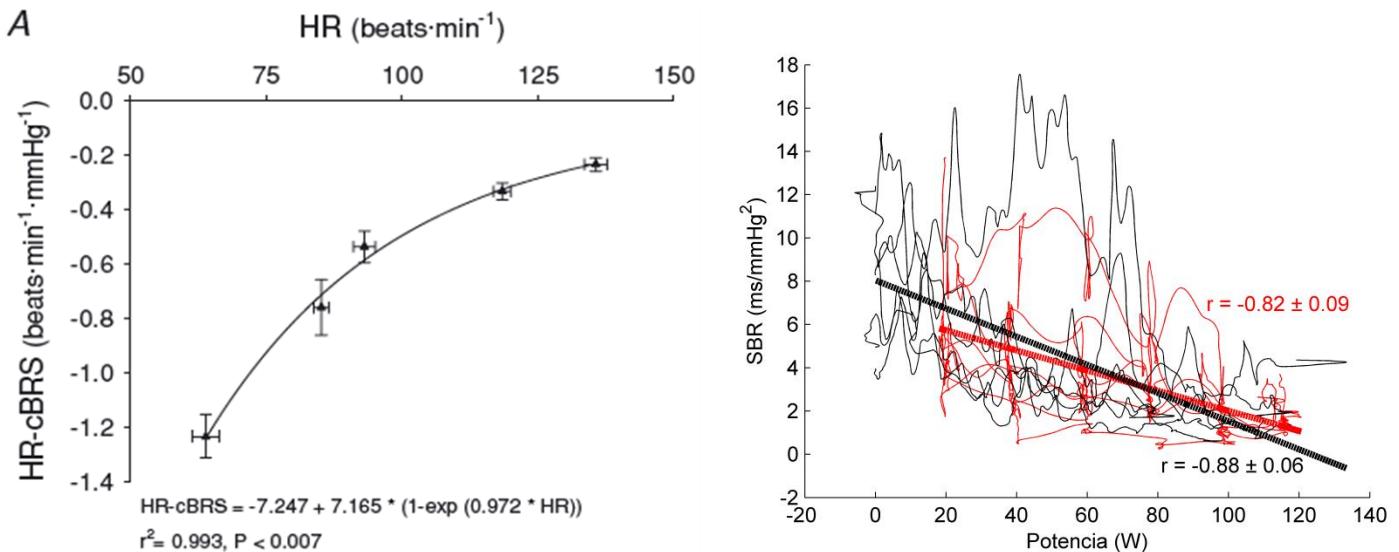 A
HR (beats·min⁻¹)
50 75 100 125 150
HR-cBRS (beats·min⁻¹·mmHg⁻¹)
0.0
-0.2
-0.4
-0.6
-0.8
-1.0
-1.2
-1.4
HR-cBRS = -7.247 + 7.165 * (1-exp (0.972 * HR))
r²= 0.993, P < 0.007
SBR (ms/mmHg²)
18
16
14
12
10
8
6
4
2
0
-2
r = -0.82 ± 0.09
r = -0.88 ± 0.06
-20 0 20 40 60 80 100 120 140
Potencia (W)